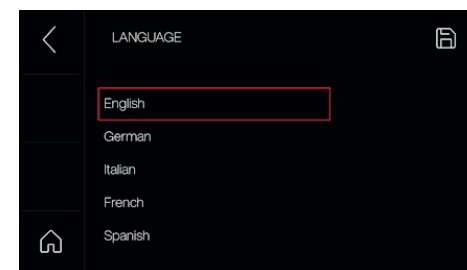 LANGUAGE
English
German
Italian
French
Spanish